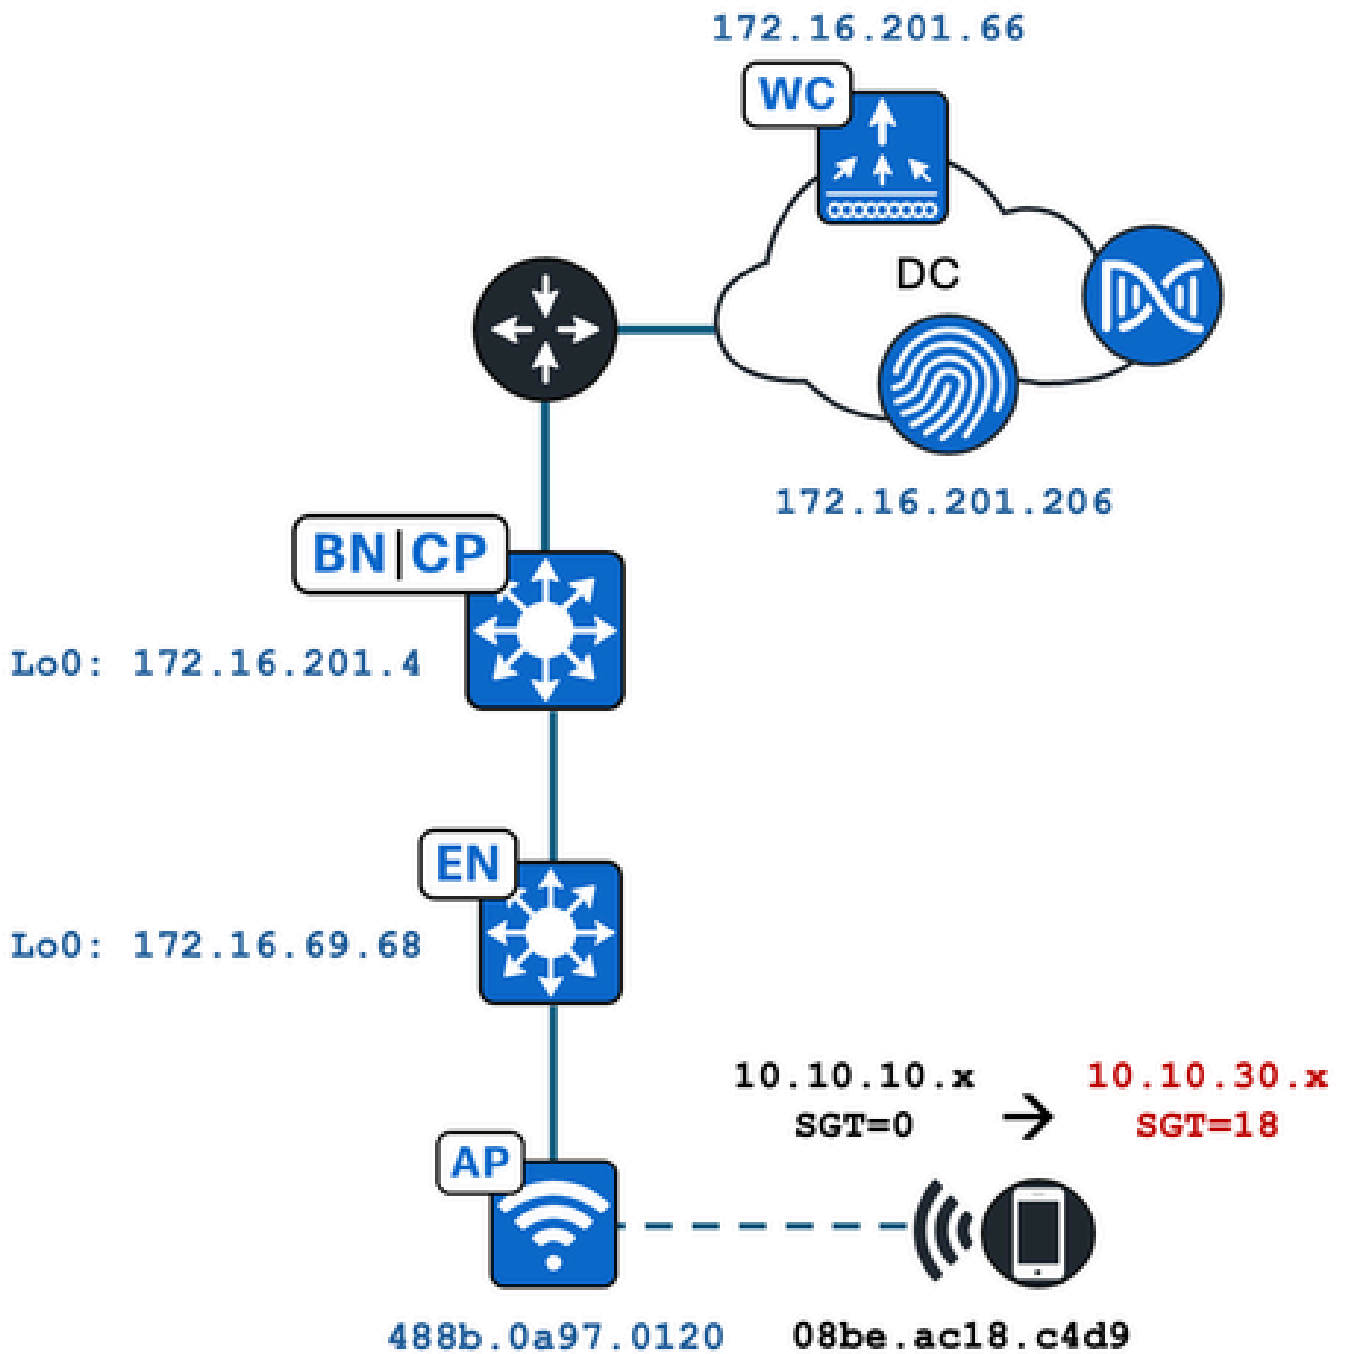 172.16.201.66
WC
DC
172.16.201.206
BN|CP
Lo0: 172.16.201.4
EN
Lo0: 172.16.69.68
10.10.10.x
SGT=0
→
10.10.30.x
SGT=18
AP
488b.0a97.0120
08be.ac18.c4d9